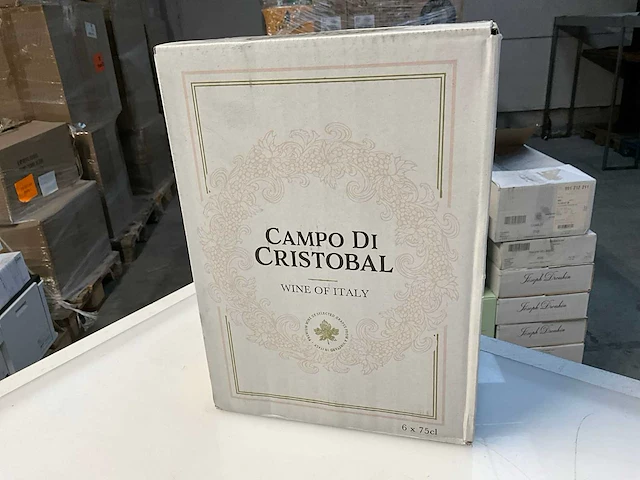 CAMPO DI
CRISTOBAL
WINE OF ITALY
6 x 75cl
Joseph Drouhin
Joseph Drouhin
Joseph Drouhin